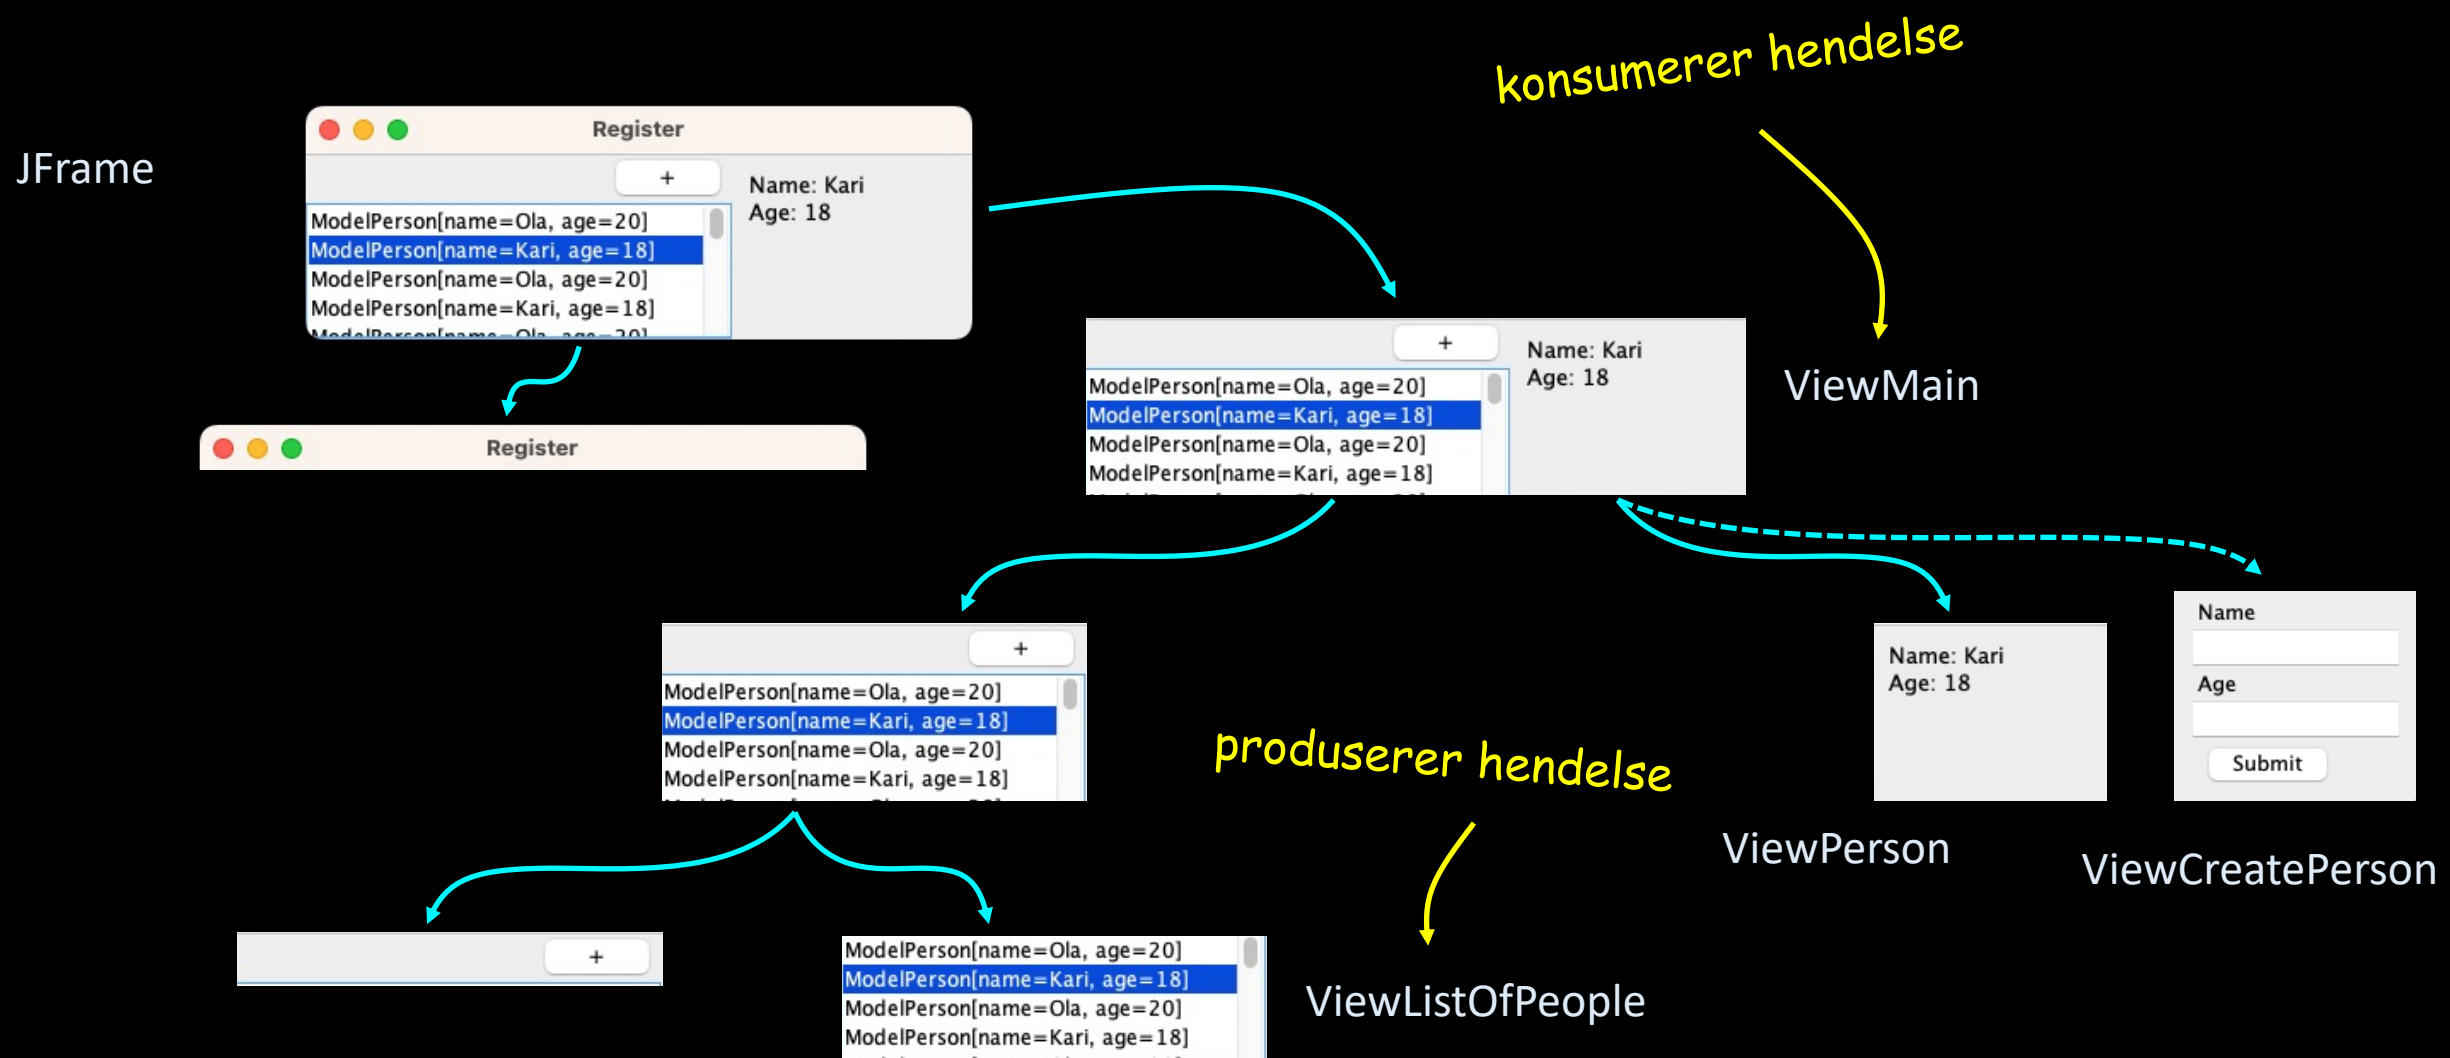 konsumerer hendelse
JFrame
Register
+
Name: Kari
Age: 18
ModelPerson[name=Ola, age=20]
ModelPerson[name=Kari, age=18]
ModelPerson[name=Ola, age=20]
ModelPerson[name=Kari, age=18]
ModelPerson[name=Ola, age=20]
Register
+
Name: Kari
Age: 18
ModelPerson[name=Ola, age=20]
ModelPerson[name=Kari, age=18]
ModelPerson[name=Ola, age=20]
ModelPerson[name=Kari, age=18]
ViewMain
+
ModelPerson[name=Ola, age=20]
ModelPerson[name=Kari, age=18]
ModelPerson[name=Ola, age=20]
ModelPerson[name=Kari, age=18]
produserer hendelse
Name: Kari
Age: 18
ViewPerson
Name
Age
Submit
ViewCreatePerson
+
ModelPerson[name=Ola, age=20]
ModelPerson[name=Kari, age=18]
ModelPerson[name=Ola, age=20]
ModelPerson[name=Kari, age=18]
ViewListOfPeople